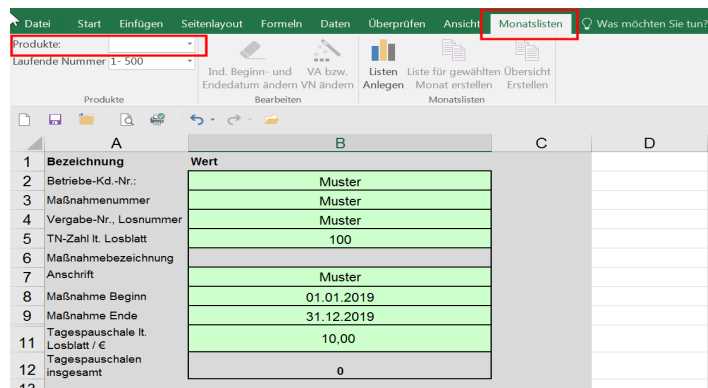 Datei Start Einfügen Seitenlayout Formeln Daten Überprüfen Ansicht Monatslisten Was möchten Sie tun?
Produkte:
Laufende Nummer 1- 500
Ind. Beginn- und VA bzw. Listen Liste für gewählten Übersicht
Endedatum ändern VN ändern Anlegen Monat erstellen Erstellen
Produkte Bearbeiten Monatslisten
A B C D
1 Bezeichnung Wert
2 Betriebe-Kd.-Nr.: Muster
3 Maßnahmenummer Muster
4 Vergabe-Nr., Losnummer Muster
5 TN-Zahl lt. Losblatt 100
6 Maßnahmebezeichnung
7 Anschrift Muster
8 Maßnahme Beginn 01.01.2019
9 Maßnahme Ende 31.12.2019
Tagespauschale lt.
11 Losblatt / € 10,00
Tagespauschalen
12 insgesamt 0